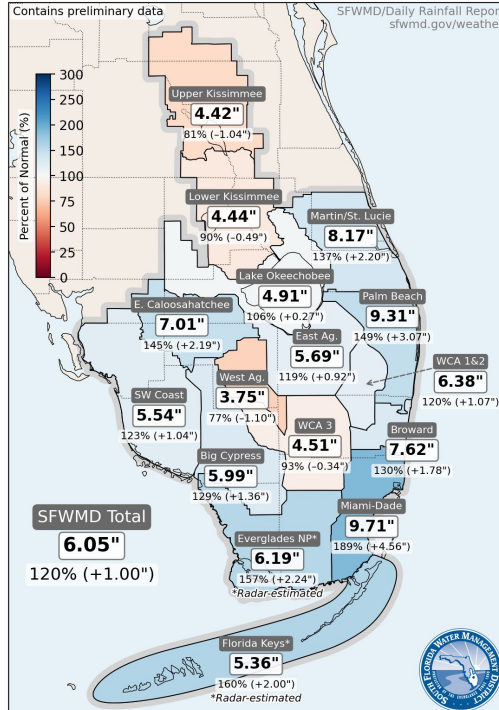 Contains preliminary data
SFWMD/Daily Rainfall Repor
sfwmd.gov/weathe
Percent of Normal (%)
300
250
200
150
100
75
50
25
0
Upper Kissimmee
4.42"
81% (−1.04")
Lower Kissimmee
4.44"
90% (−0.49")
Martin/St. Lucie
8.17"
137% (+2.20")
Lake Okeechobee
4.91"
106% (+0.27")
E. Caloosahatchee
7.01"
145% (+2.19")
Palm Beach
9.31"
149% (+3.07")
East Ag.
5.69"
119% (+0.92")
WCA 1&2
6.38"
120% (+1.07")
West Ag.
3.75"
77% (−1.10")
SW Coast
5.54"
123% (+1.04")
WCA 3
4.51"
93% (−0.34")
Broward
7.62"
130% (+1.78")
Big Cypress
5.99"
129% (+1.36")
SFWMD Total
6.05"
120% (+1.00")
Miami-Dade
9.71"
189% (+4.56")
Everglades NP*
6.19"
157% (+2.24")
*Radar-estimated
Florida Keys*
5.36"
160% (+2.00")
*Radar-estimated
SOUTH FLORIDA WATER MANAGEMENT DISTRICT